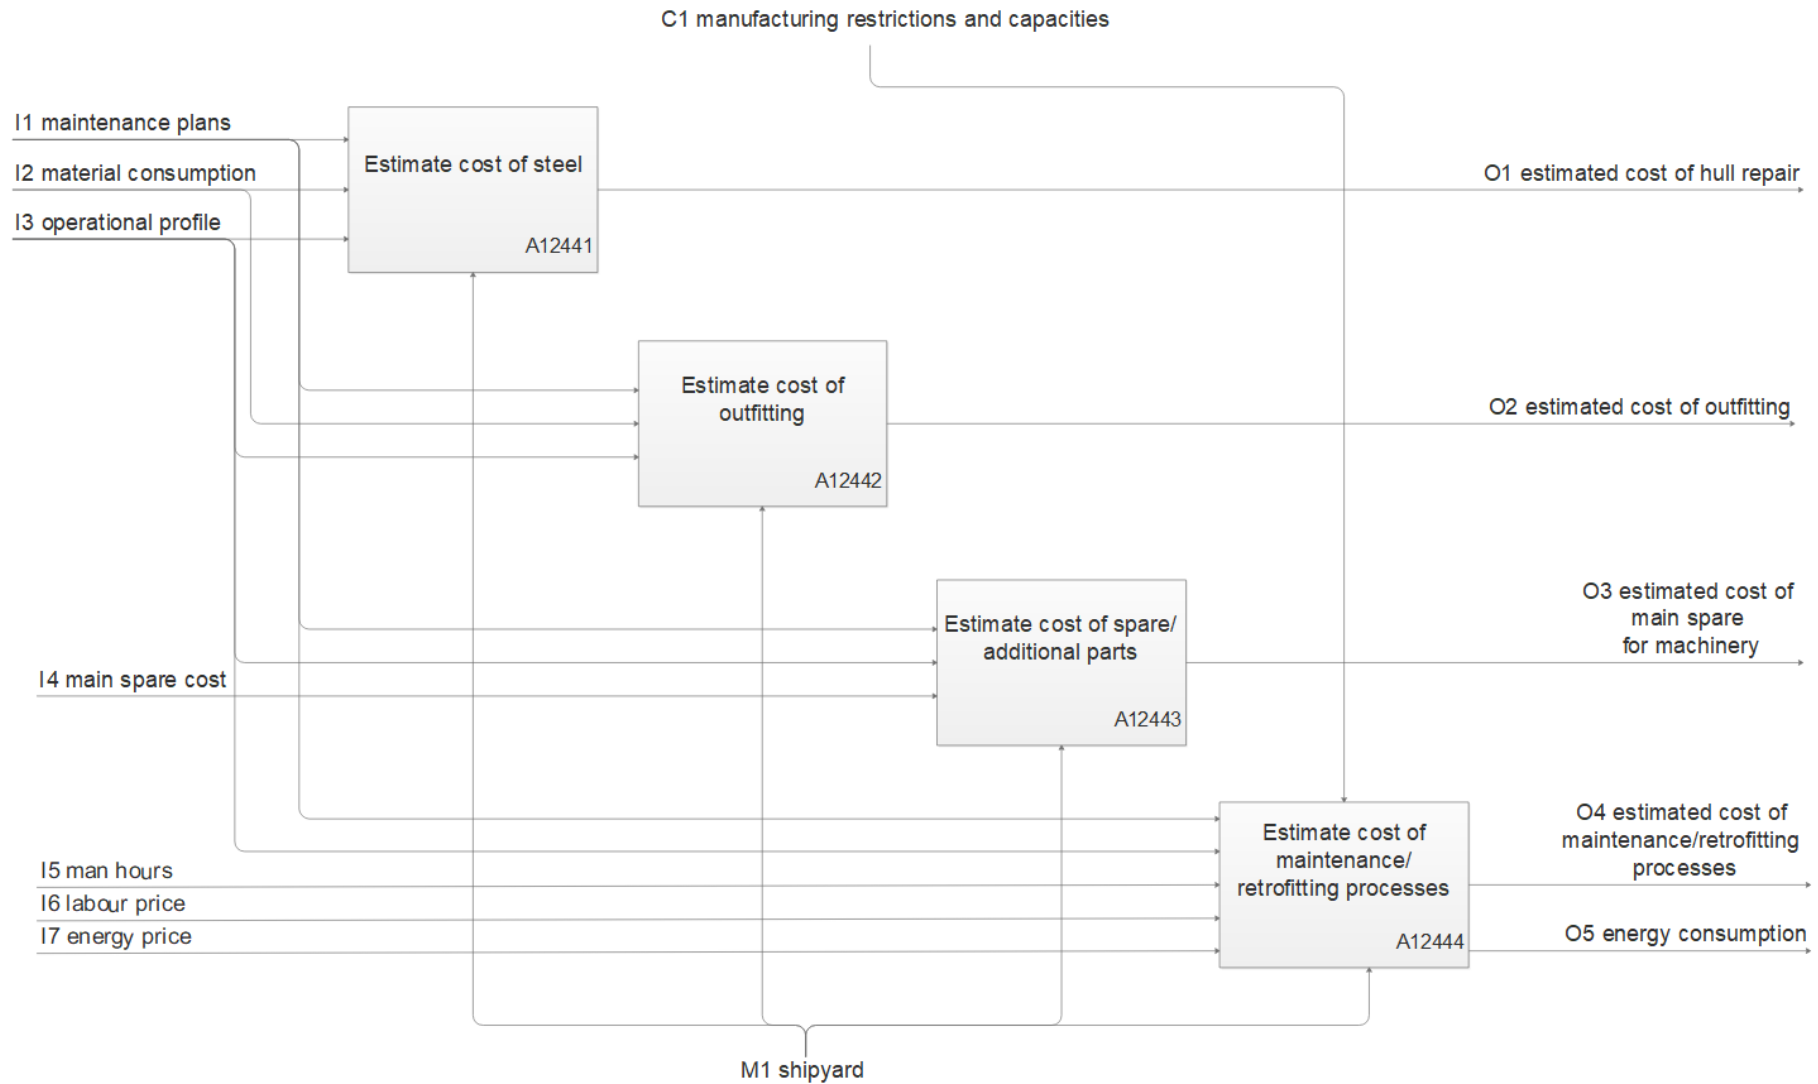 C1 manufacturing restrictions and capacities
I1 maintenance plans
I2 material consumption
I3 operational profile
Estimate cost of steel
A12441
O1 estimated cost of hull repair
Estimate cost of
outfitting
A12442
O2 estimated cost of outfitting
Estimate cost of spare/
additional parts
A12443
O3 estimated cost of
main spare
for machinery
I4 main spare cost
Estimate cost of
maintenance/
retrofitting processes
A12444
O4 estimated cost of
maintenance/retrofitting
processes
I5 man hours
I6 labour price
I7 energy price
O5 energy consumption
M1 shipyard